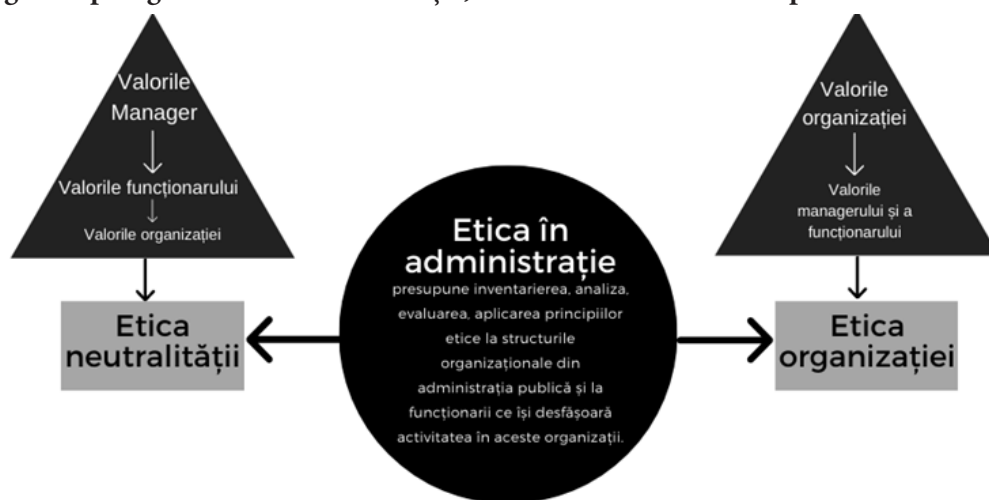 Valorile
Manager
Valorile funcționarului
Valorile organizației
Etica
neutralității
Etica în
administrație
presupune inventarierea, analiza,
evaluarea, aplicarea principiilor
etice la structurile
organizaționale din
administrația publică și la
funcționarii ce își desfășoară
activitatea în aceste organizații.
Valorile
organizației
Valorile
managerului și a
funcționarului
Etica
organizației